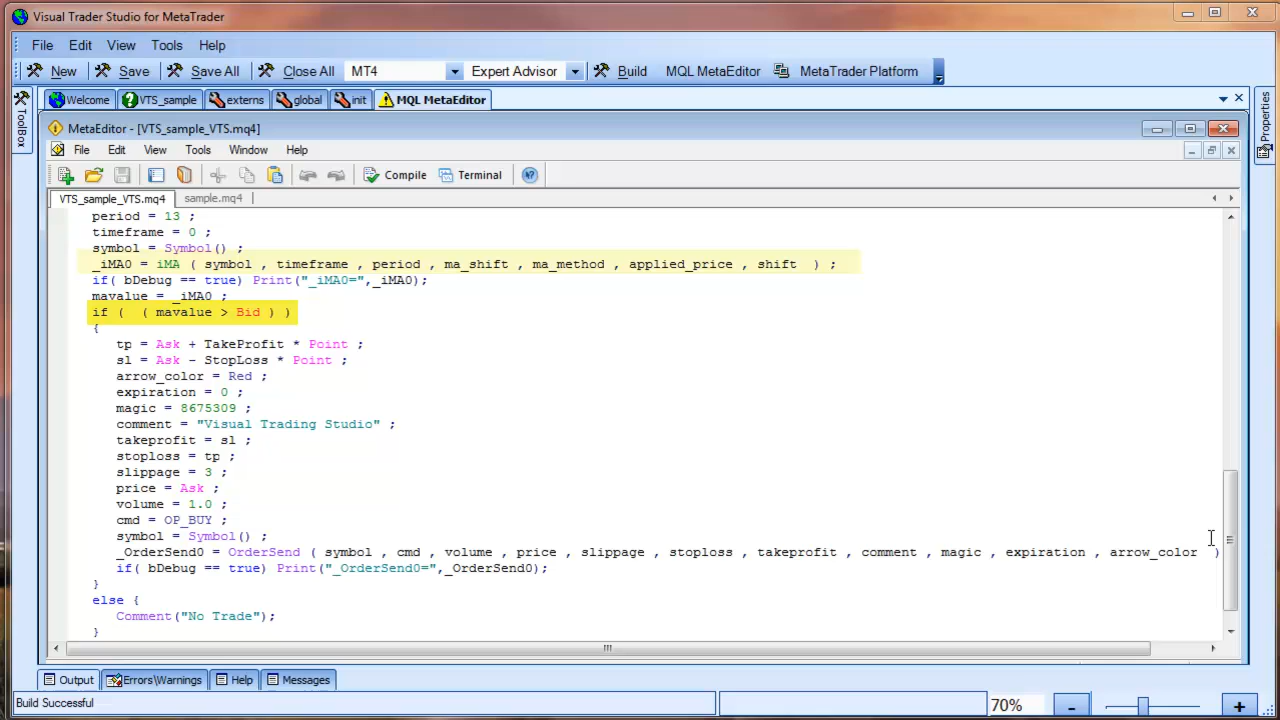 Visual Trader Studio for MetaTrader
File Edit View Tools Help
New Save Save All Close All MT4 Expert Advisor Build MQL MetaEditor MetaTrader Platform
Welcome VTS_sample externs global init MQL MetaEditor
ToolBox
Properties
MetaEditor - [VTS_sample_VTS.mq4]
File Edit View Tools Window Help
Compile Terminal
VTS_sample_VTS.mq4 sample.mq4
period = 13 ;
timeframe = 0 ;
symbol = Symbol() ;
_iMA0 = iMA ( symbol , timeframe , period , ma_shift , ma_method , applied_price , shift ) ;
if( bDebug == true) Print("_iMA0=",_iMA0);
mavalue = _iMA0 ;
if ( ( mavalue > Bid ) )
{
tp = Ask + TakeProfit * Point ;
sl = Ask - StopLoss * Point ;
arrow_color = Red ;
expiration = 0 ;
magic = 8675309 ;
comment = "Visual Trading Studio" ;
takeprofit = sl ;
stoploss = tp ;
slippage = 3 ;
price = Ask ;
volume = 1.0 ;
cmd = OP_BUY ;
symbol = Symbol() ;
_OrderSend0 = OrderSend ( symbol , cmd , volume , price , slippage , stoploss , takeprofit , comment , magic , expiration , arrow_color )
if( bDebug == true) Print("_OrderSend0=",_OrderSend0);
}
else {
Comment("No Trade");
}
Output Errors\Warnings Help Messages
Build Successful
70% - +